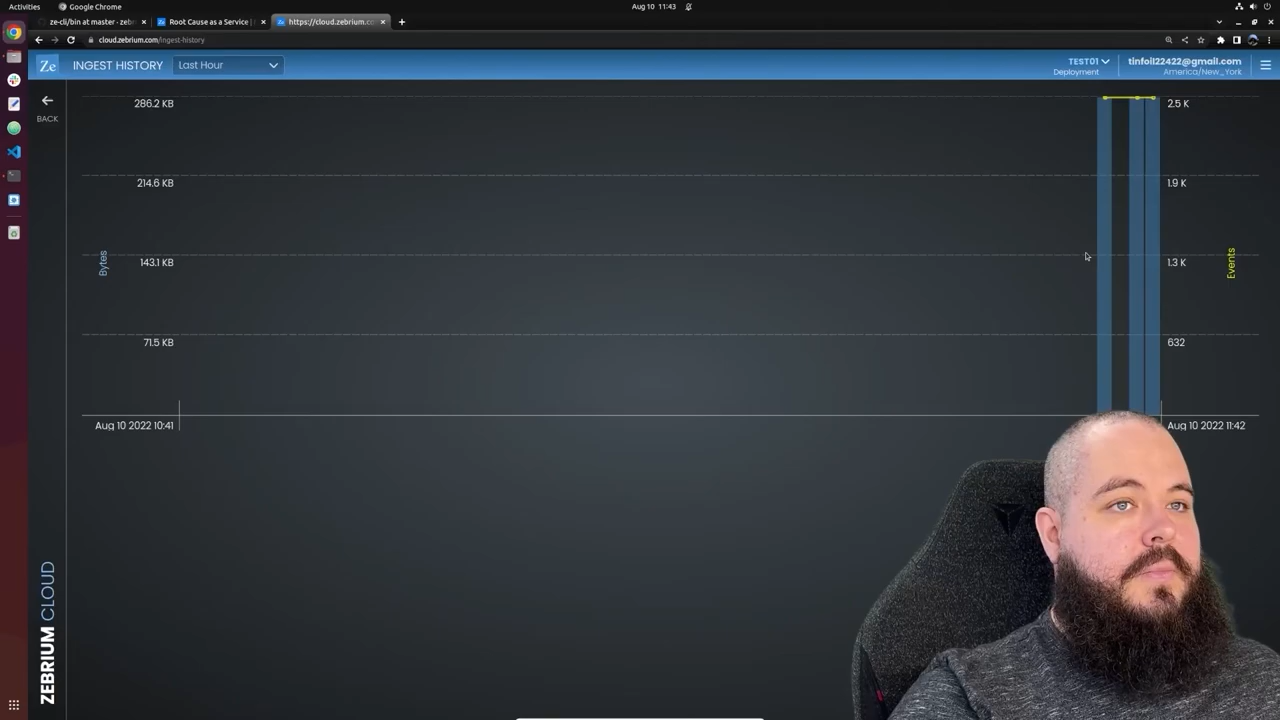 Activities
Google Chrome
Aug 10 11:43
ze-cli/bin at master · zebr
Root Cause as a Service |
https://cloud.zebrium.co
cloud.zebrium.com/ingest-history
Ze
INGEST HISTORY
Last Hour
TEST01
Deployment
tinfoil22422@gmail.com
America/New_York
BACK
286.2 KB
2.5 K
214.6 KB
1.9 K
Bytes
143.1 KB
1.3 K
Events
71.5 KB
632
Aug 10 2022 10:41
Aug 10 2022 11:42
ZEBRIUM CLOUD